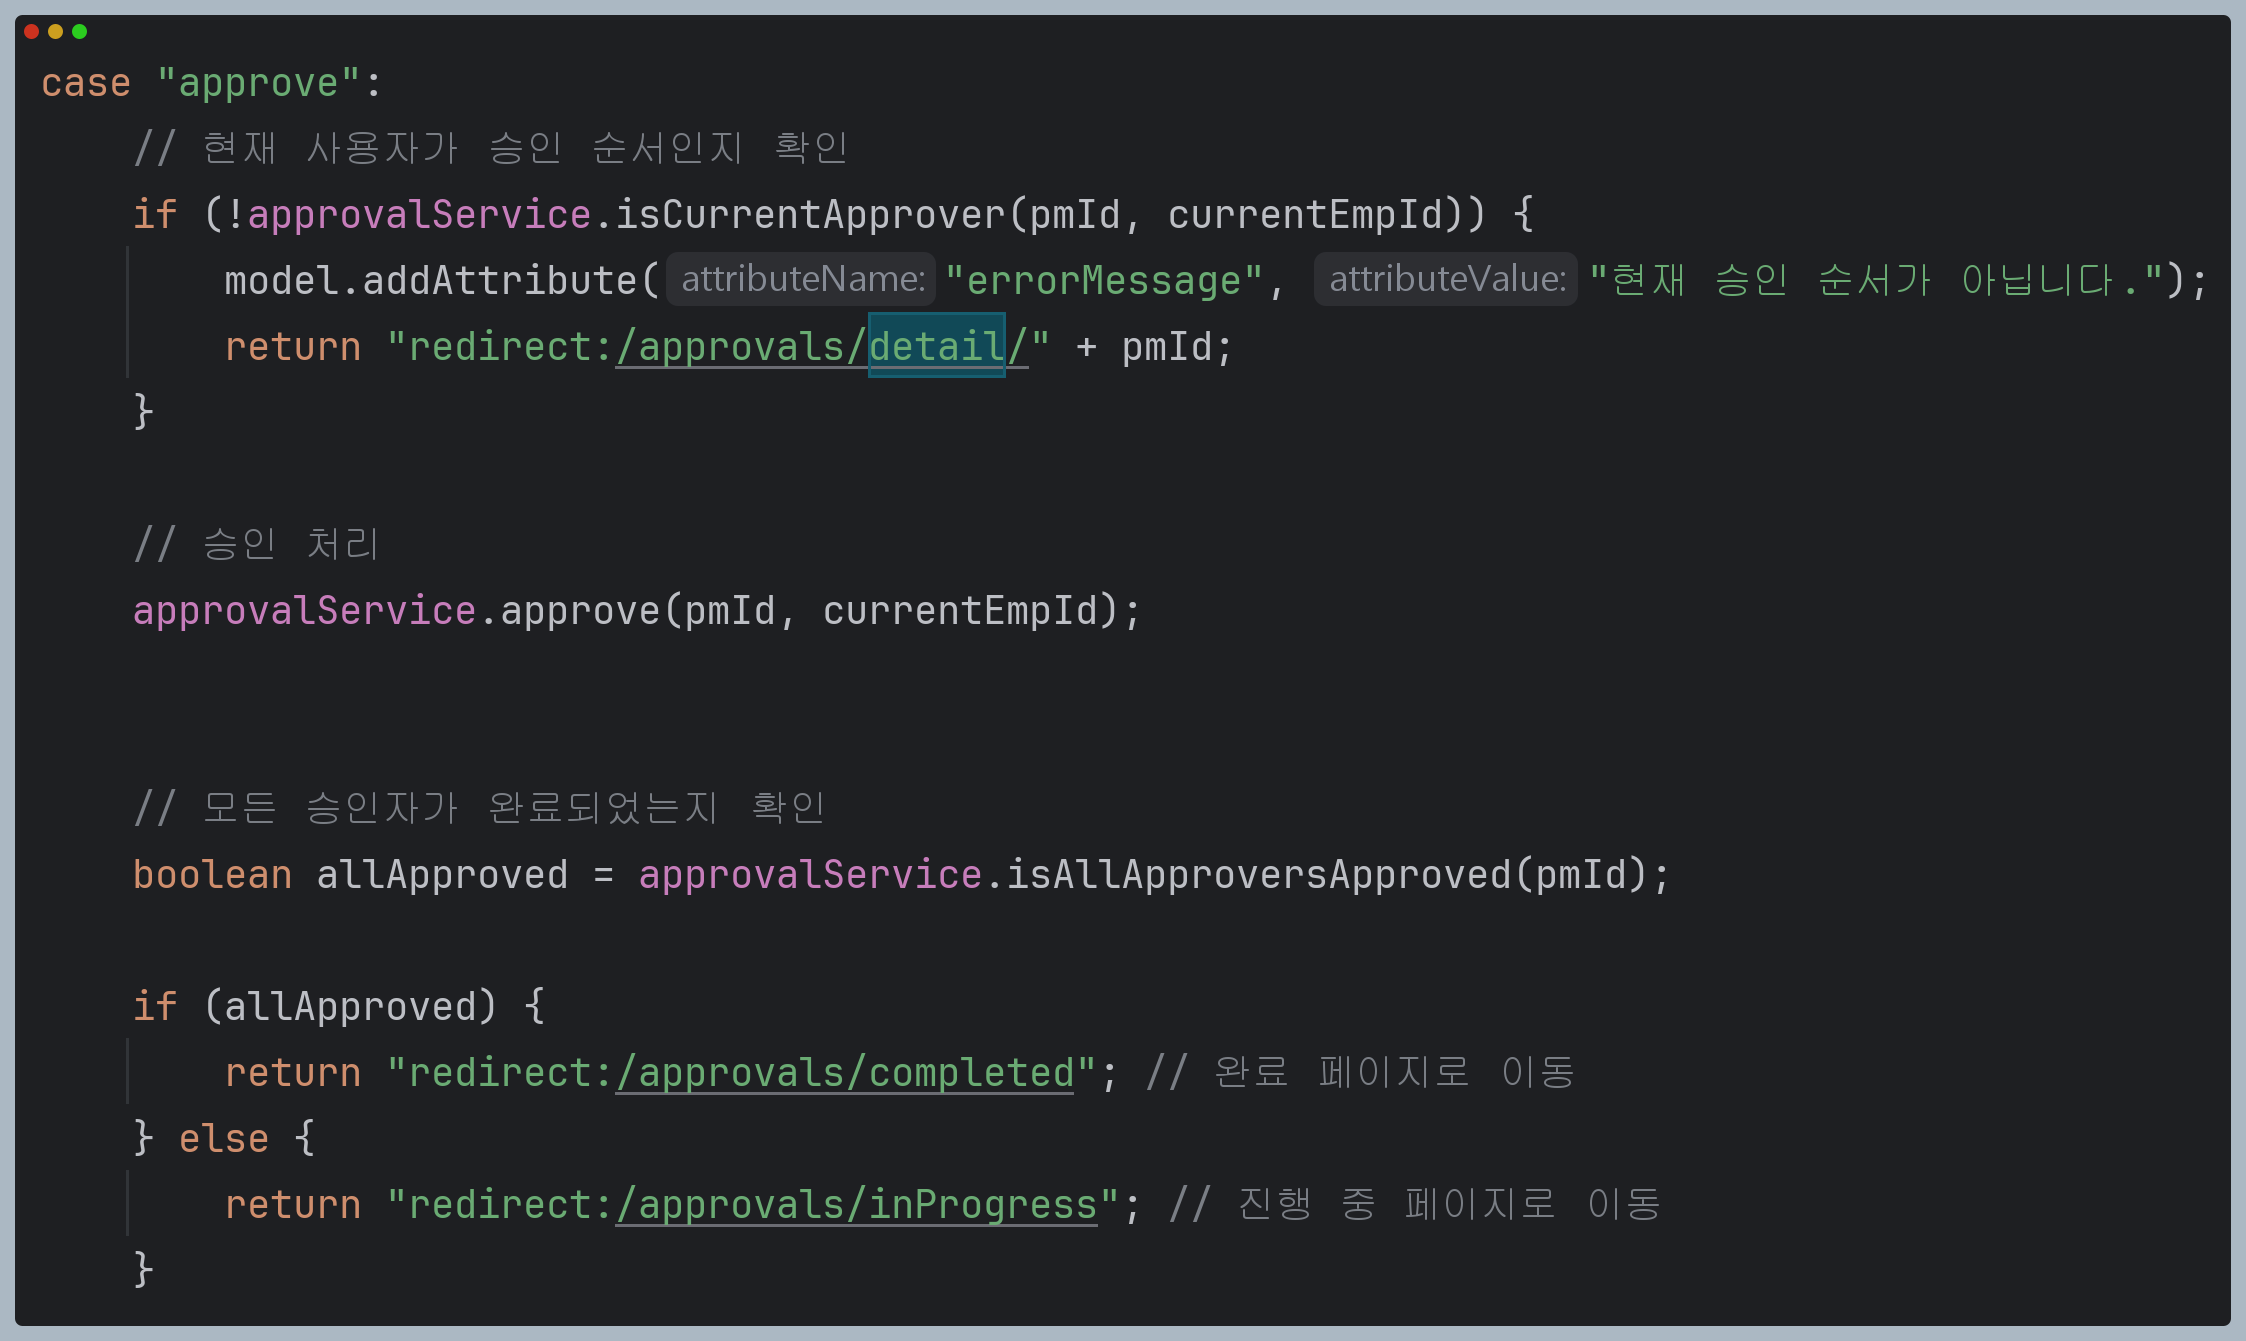 case "approve":
// 현재 사용자가 승인 순서인지 확인
if (!approvalService.isCurrentApprover(pmId, currentEmpId)) {
model.addAttribute( attributeName: "errorMessage", attributeValue: "현재 승인 순서가 아닙니다.");
return "redirect:/approvals/detail/" + pmId;
}
// 승인 처리
approvalService.approve(pmId, currentEmpId);
// 모든 승인자가 완료되었는지 확인
boolean allApproved = approvalService.isAllApproversApproved(pmId);
if (allApproved) {
return "redirect:/approvals/completed"; // 완료 페이지로 이동
} else {
return "redirect:/approvals/inProgress"; // 진행 중 페이지로 이동
}